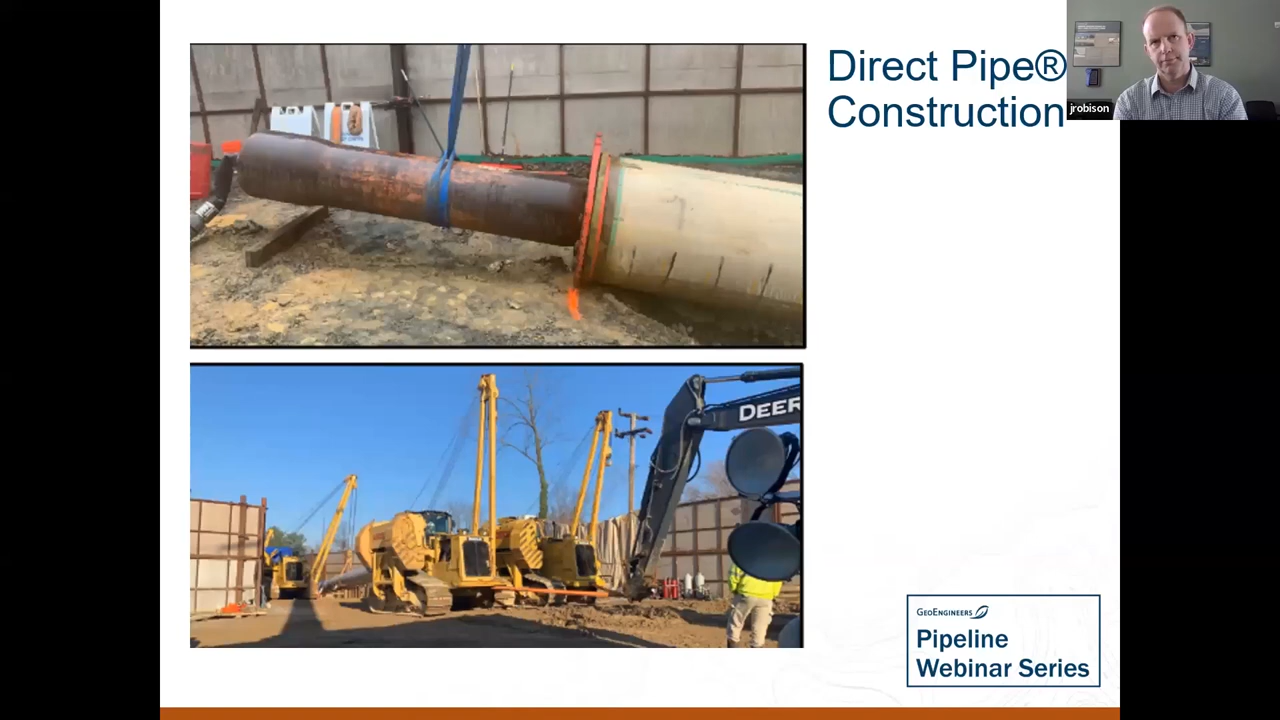 Direct Pipe®
Construction
jrobison
DEER
GEOENGINEERS
Pipeline
Webinar Series